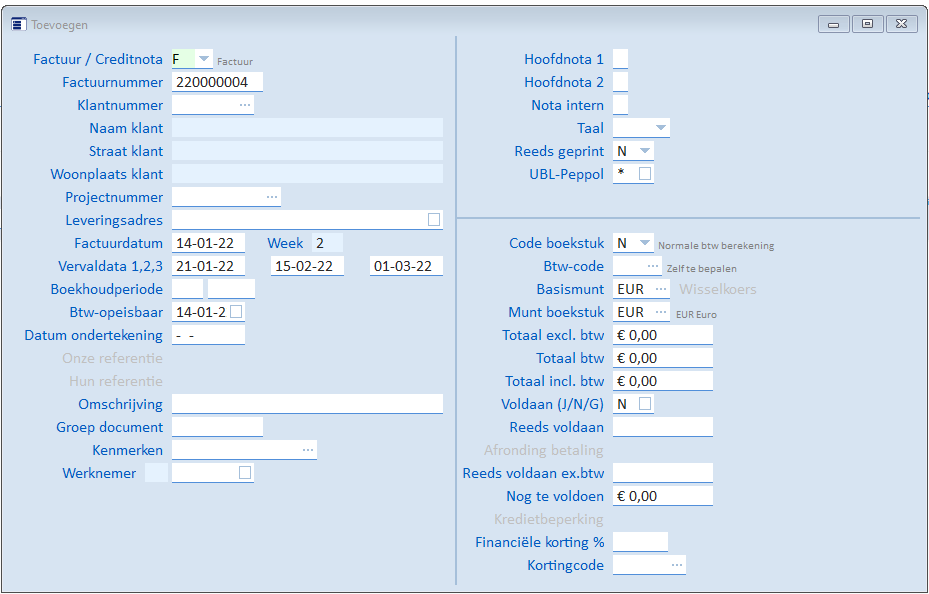 Toevoegen
Factuur / Creditnota F Factuur
Factuurnummer 220000004
Klantnummer ...
Naam klant
Straat klant
Woonplaats klant
Projectnummer ...
Leveringsadres
Factuurdatum 14-01-22 Week 2
Vervaldata 1,2,3 21-01-22 15-02-22 01-03-22
Boekhoudperiode
Btw-opeisbaar 14-01-2
Datum ondertekening - -
Onze referentie
Hun referentie
Omschrijving
Groep document
Kenmerken ...
Werknemer
Hoofdnota 1
Hoofdnota 2
Nota intern
Taal
Reeds geprint N
UBL-Peppol *
Code boekstuk N Normale btw berekening
Btw-code ... Zelf te bepalen
Basismunt EUR ... Wisselkoers
Munt boekstuk EUR ... EUR Euro
Totaal excl. btw € 0,00
Totaal btw € 0,00
Totaal incl. btw € 0,00
Voldaan (J/N/G) N
Reeds voldaan
Afronding betaling
Reeds voldaan ex.btw
Nog te voldoen € 0,00
Kredietbeperking
Financiële korting %
Kortingcode ...